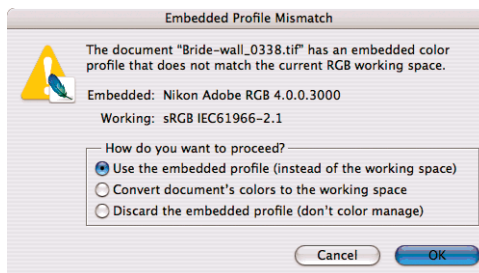 Embedded Profile Mismatch
The document "Bride-wall_0338.tif" has an embedded color
profile that does not match the current RGB working space.
Embedded: Nikon Adobe RGB 4.0.0.3000
Working: sRGB IEC61966-2.1
How do you want to proceed?
Use the embedded profile (instead of the working space)
Convert document's colors to the working space
Discard the embedded profile (don't color manage)
Cancel
OK